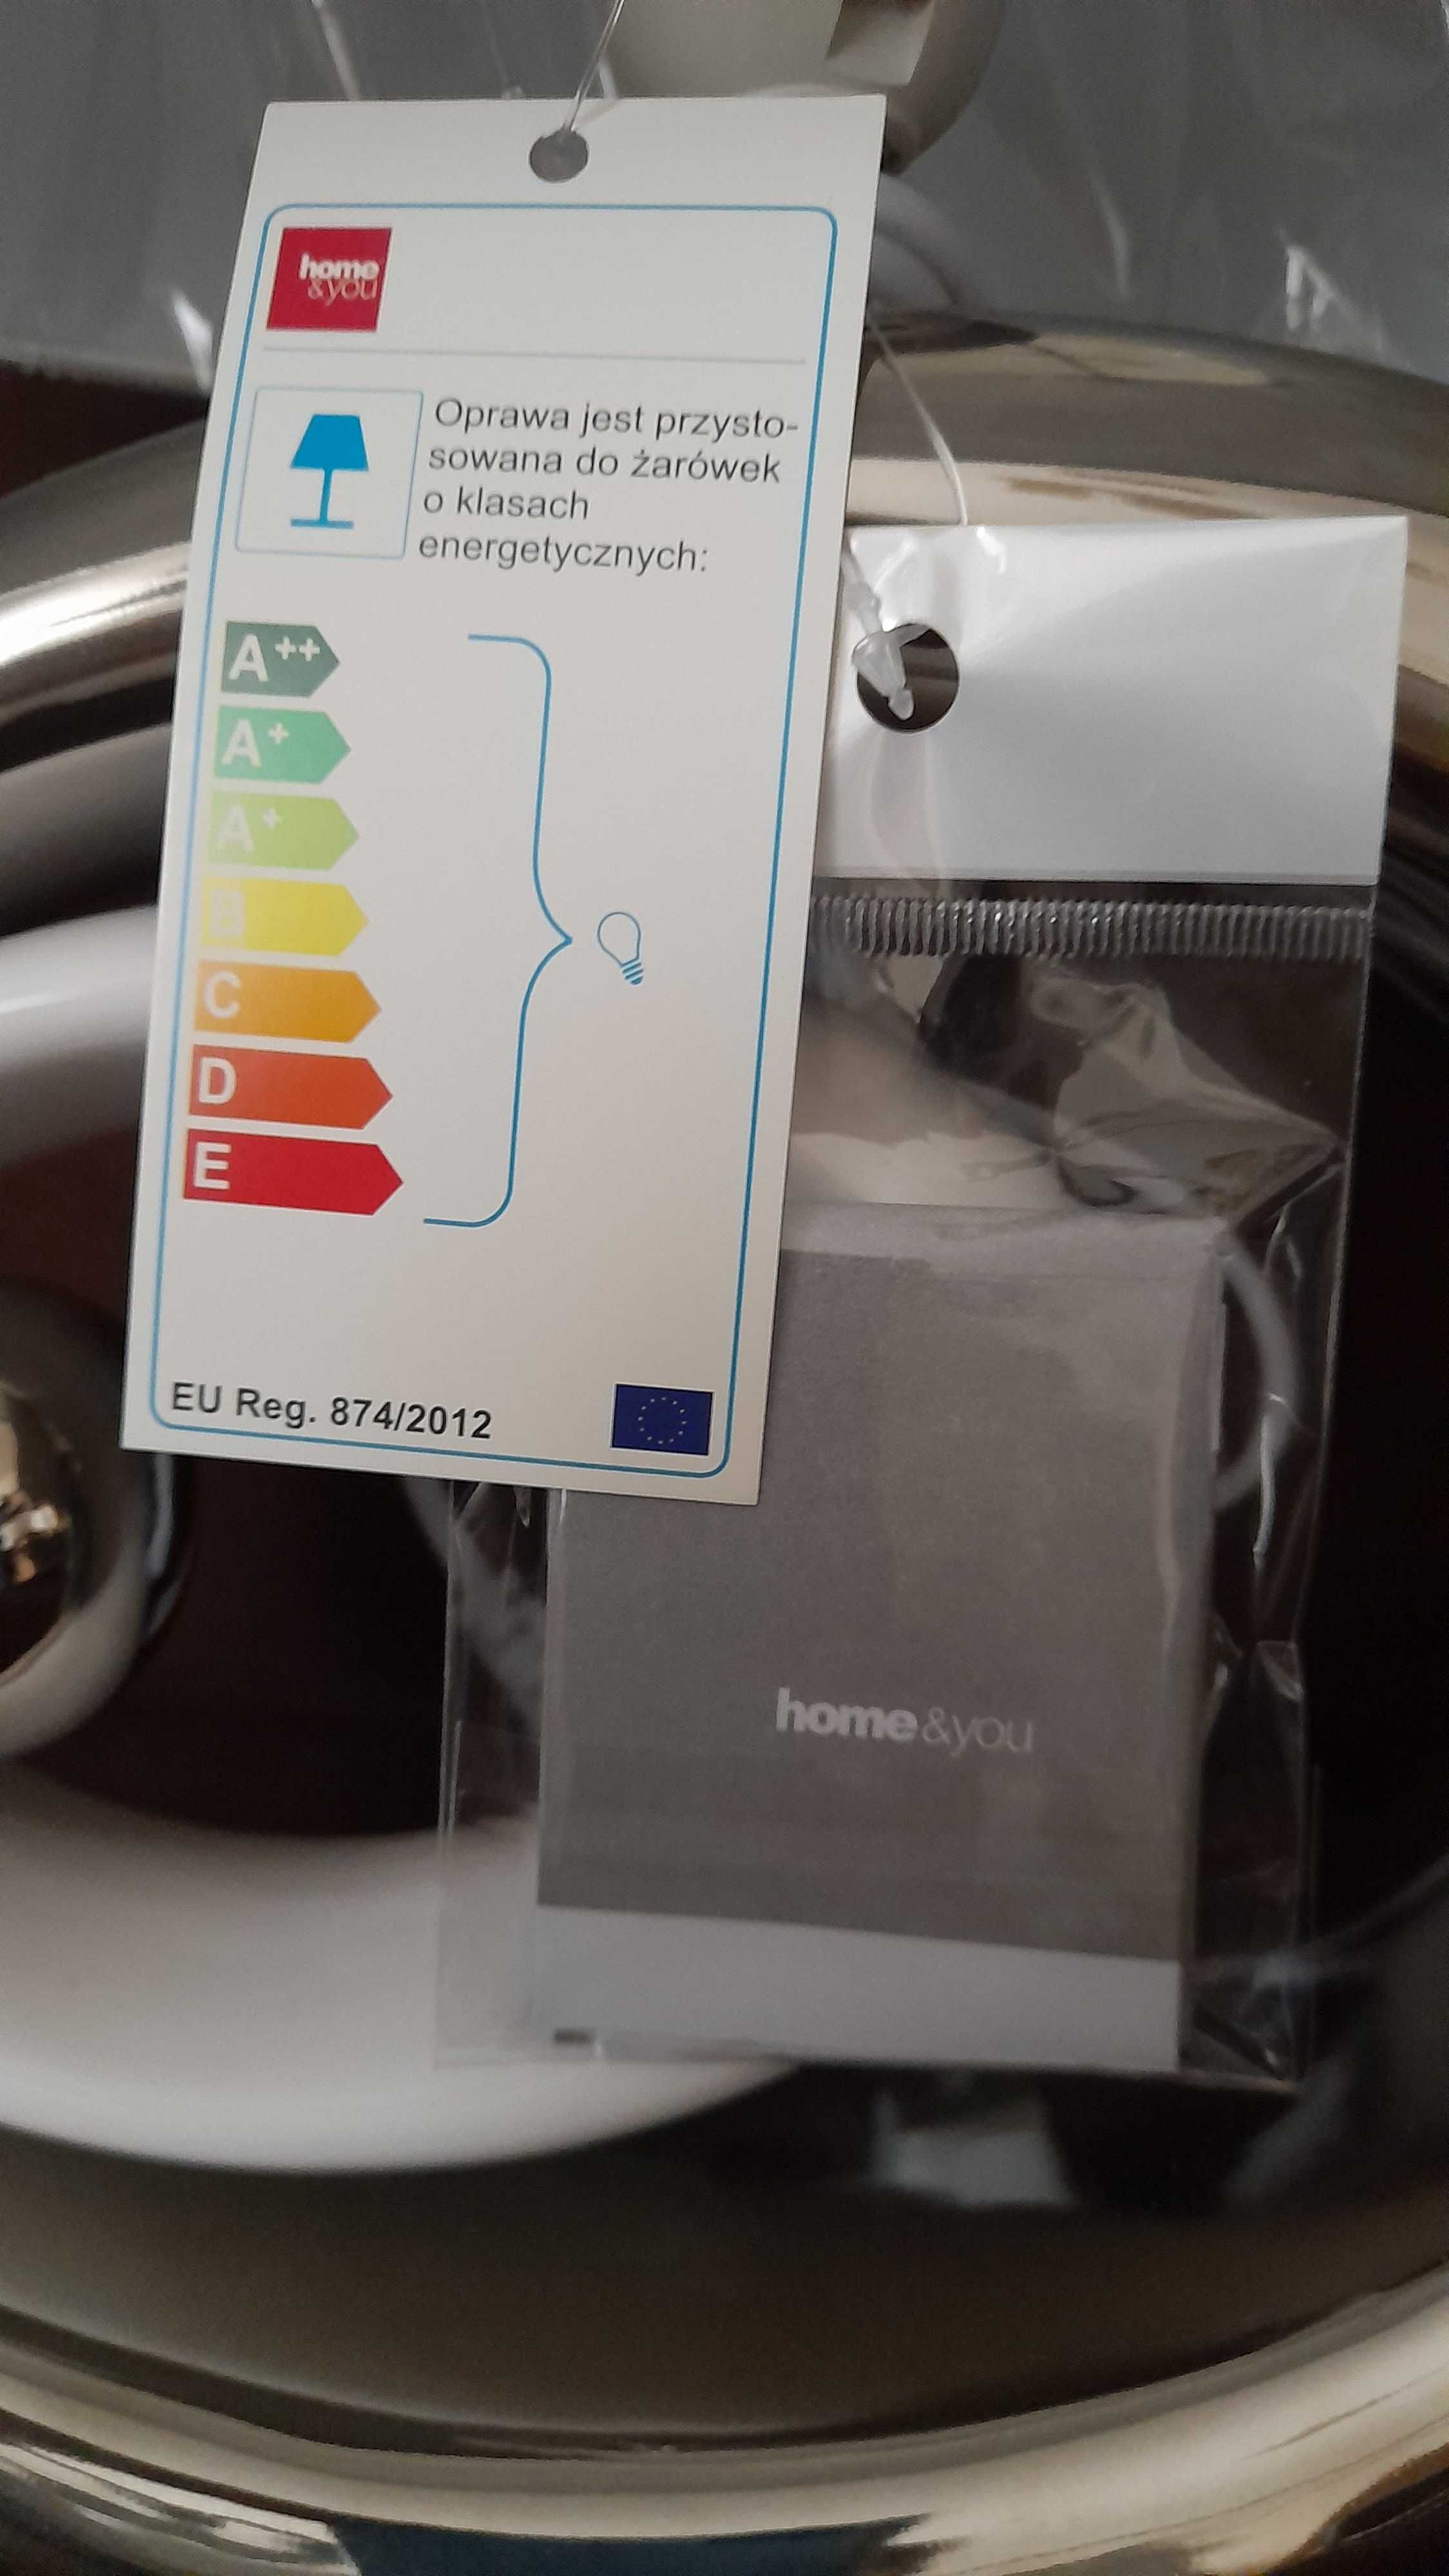 home
&you
Oprawa jest przysto-
sowana do żarówek
o klasach
energetycznych:
A++
A+
A+
B
C
D
E
EU Reg. 874/2012
home&you